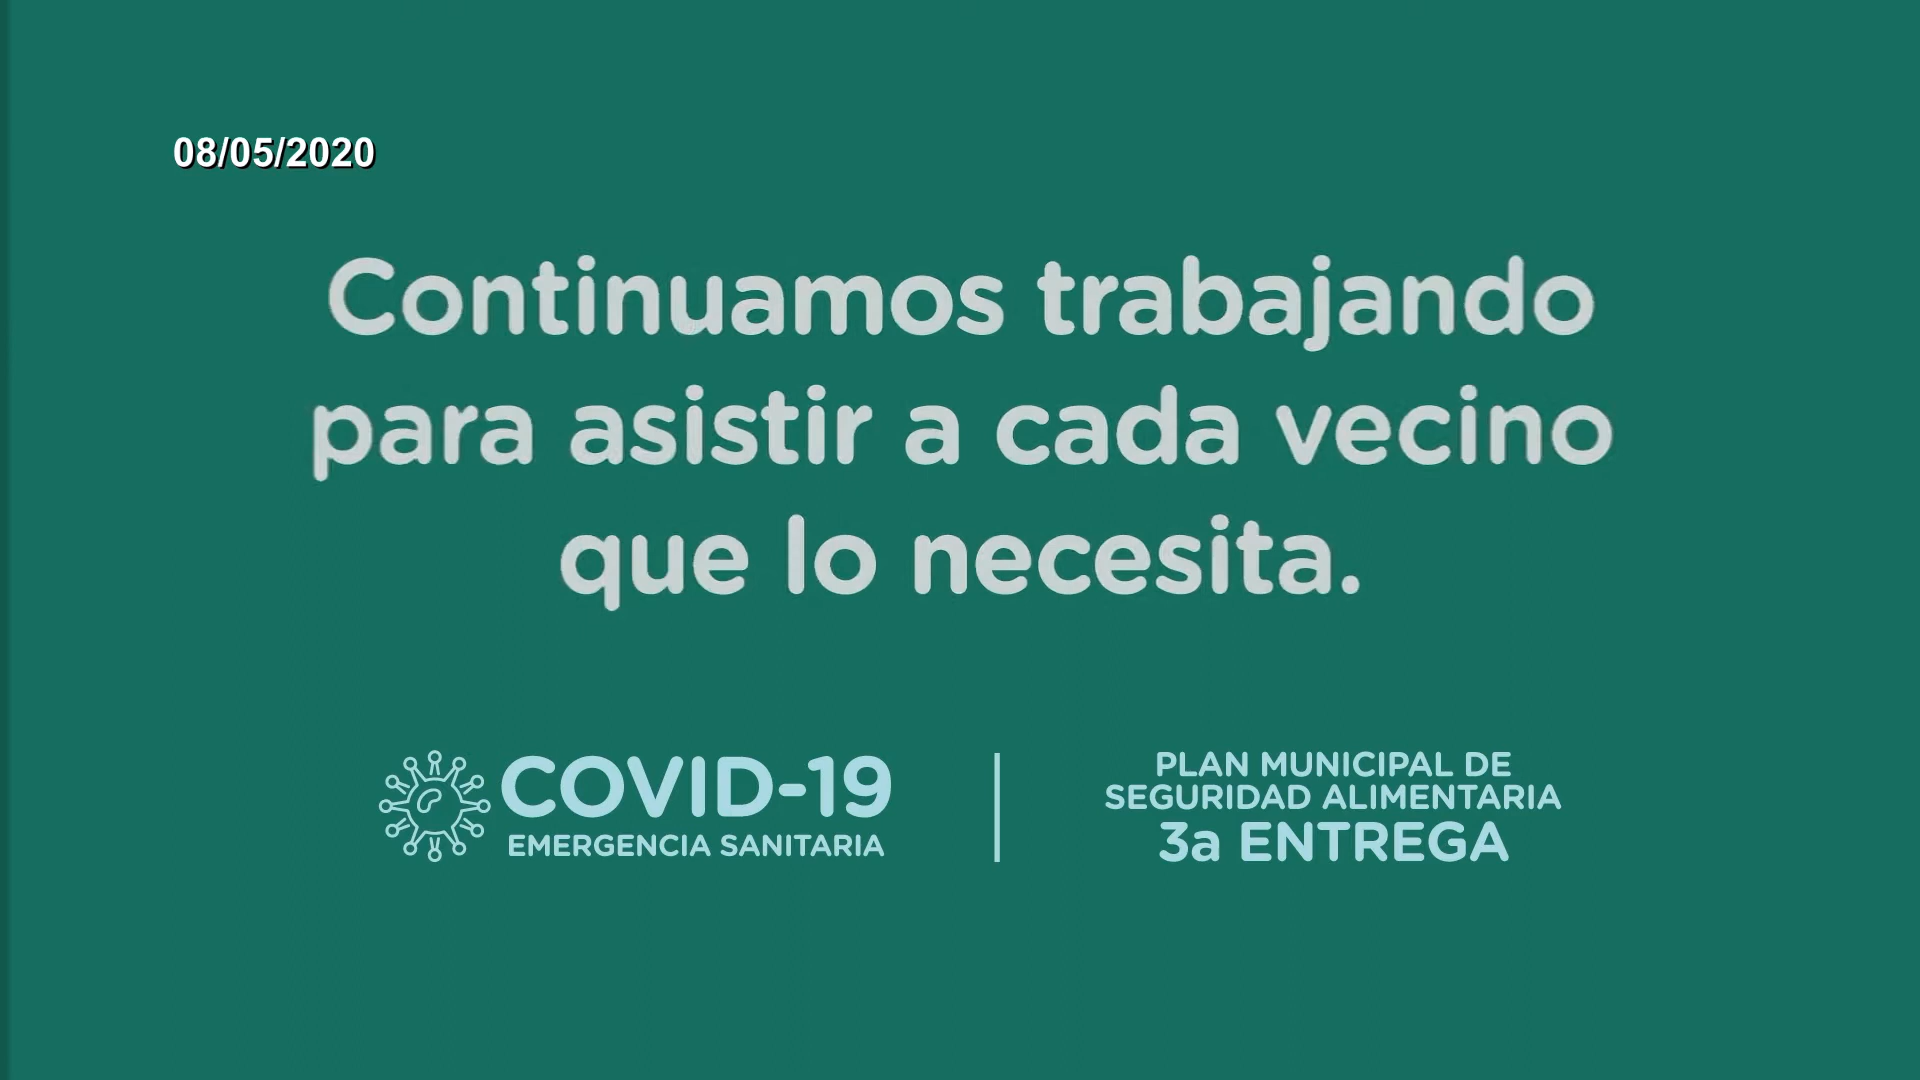 08/05/2020
Continuamos trabajando
para asistir a cada vecino
que lo necesita.
COVID-19
EMERGENCIA SANITARIA
PLAN MUNICIPAL DE
SEGURIDAD ALIMENTARIA
3a ENTREGA